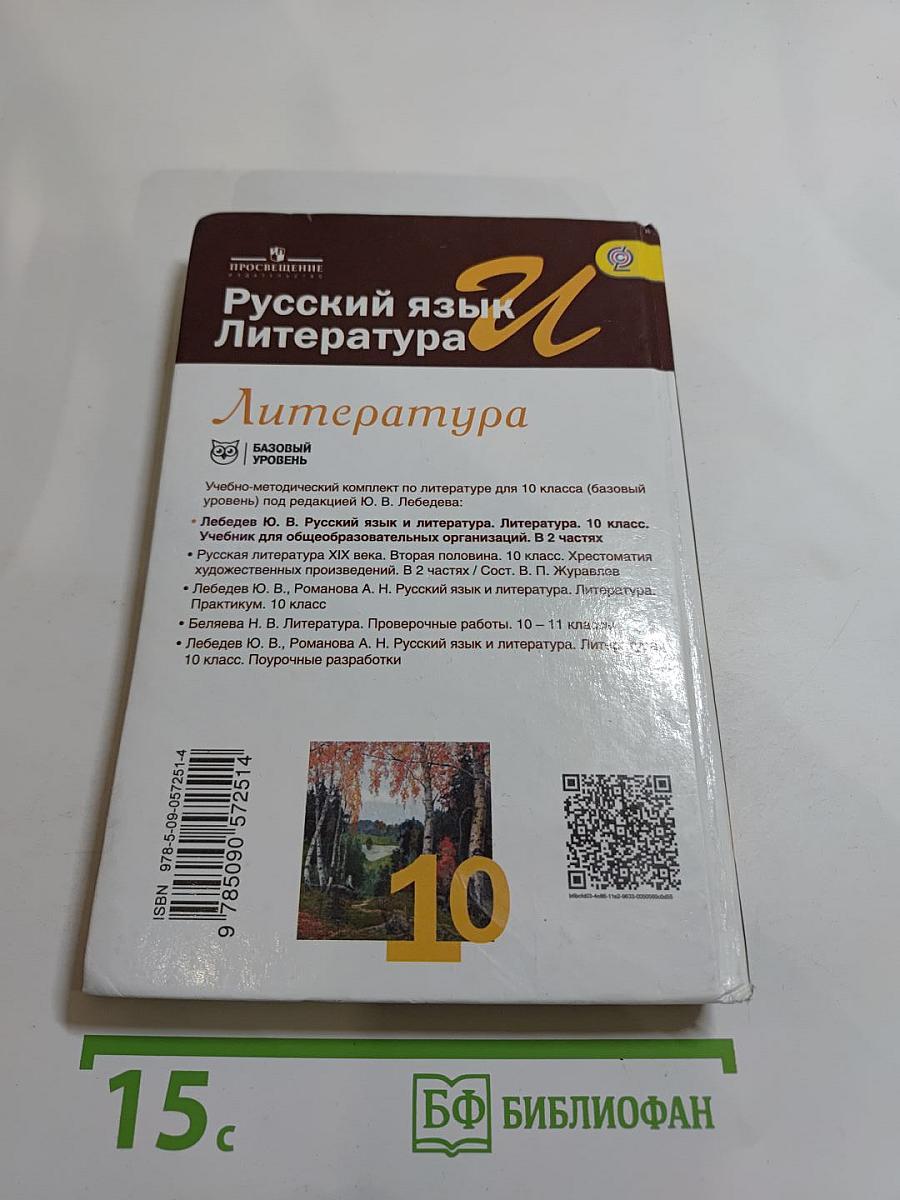 ПРОСВЕЩЕНИЕ
ИЗДАТЕЛЬСТВО
Русский язык
И
Литература
Литература
БАЗОВЫЙ
УРОВЕНЬ
Учебно-методический комплект по литературе для 10 класса (базовый
уровень) под редакцией Ю. В. Лебедева:
• Лебедев Ю. В. Русский язык и литература. Литература. 10 класс.
Учебник для общеобразовательных организаций. В 2 частях
• Русская литература XIX века. Вторая половина. 10 класс. Хрестоматия
художественных произведений. В 2 частях / Сост. В. П. Журавлев
• Лебедев Ю. В., Романова А. Н. Русский язык и литература. Литература.
Практикум. 10 класс
• Беляева Н. В. Литература. Проверочные работы. 10 – 11 классы
• Лебедев Ю. В., Романова А. Н. Русский язык и литература. Литература.
10 класс. Поурочные разработки
ISBN 978-5-09-057251-4
9 785090 572514
10
15 с
БФ БИБЛИОФАН